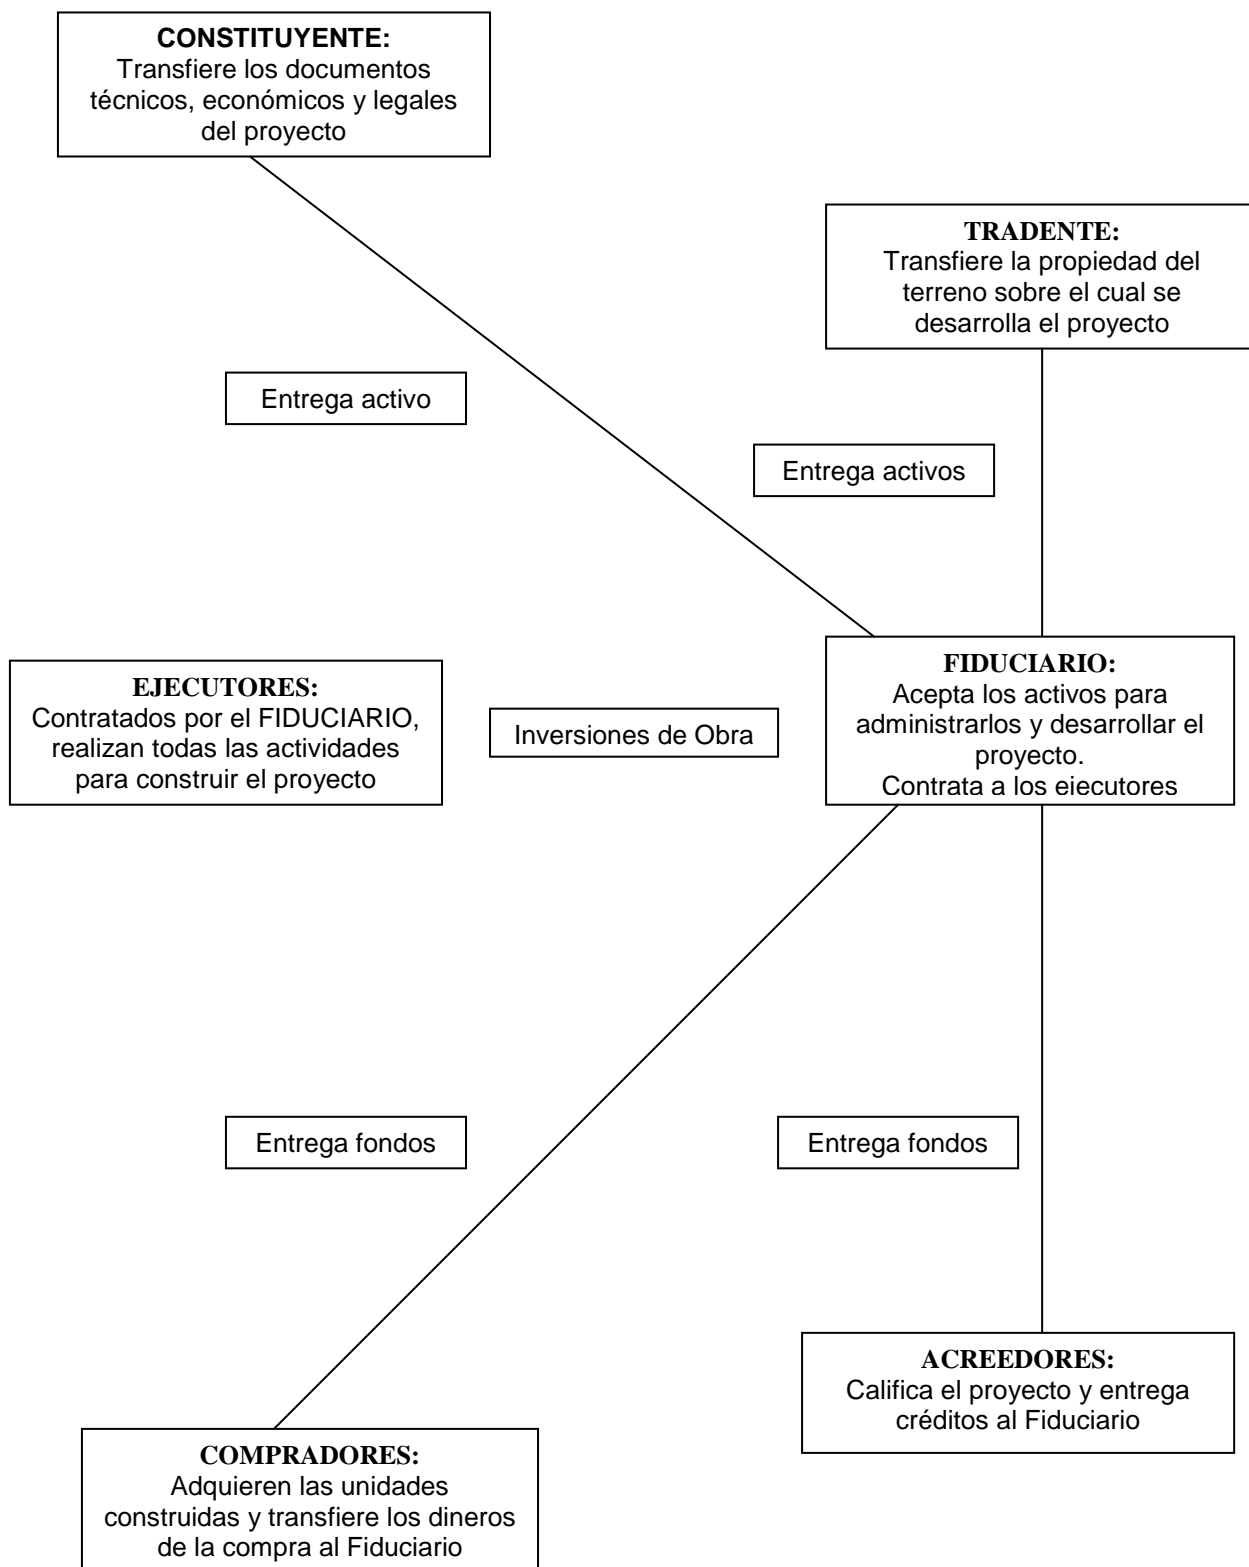 CONSTITUYENTE:
Transfiere los documentos
técnicos, económicos y legales
del proyecto
TRADENTE:
Transfiere la propiedad del
terreno sobre el cual se
desarrolla el proyecto
Entrega activo
Entrega activos
EJECUTORES:
Contratados por el FIDUCIARIO,
realizan todas las actividades
para construir el proyecto
Inversiones de Obra
FIDUCIARIO:
Acepta los activos para
administrarlos y desarrollar el
proyecto.
Contrata a los ejecutores
Entrega fondos
Entrega fondos
ACREEDORES:
Califica el proyecto y entrega
créditos al Fiduciario
COMPRADORES:
Adquieren las unidades
construidas y transfiere los dineros
de la compra al Fiduciario